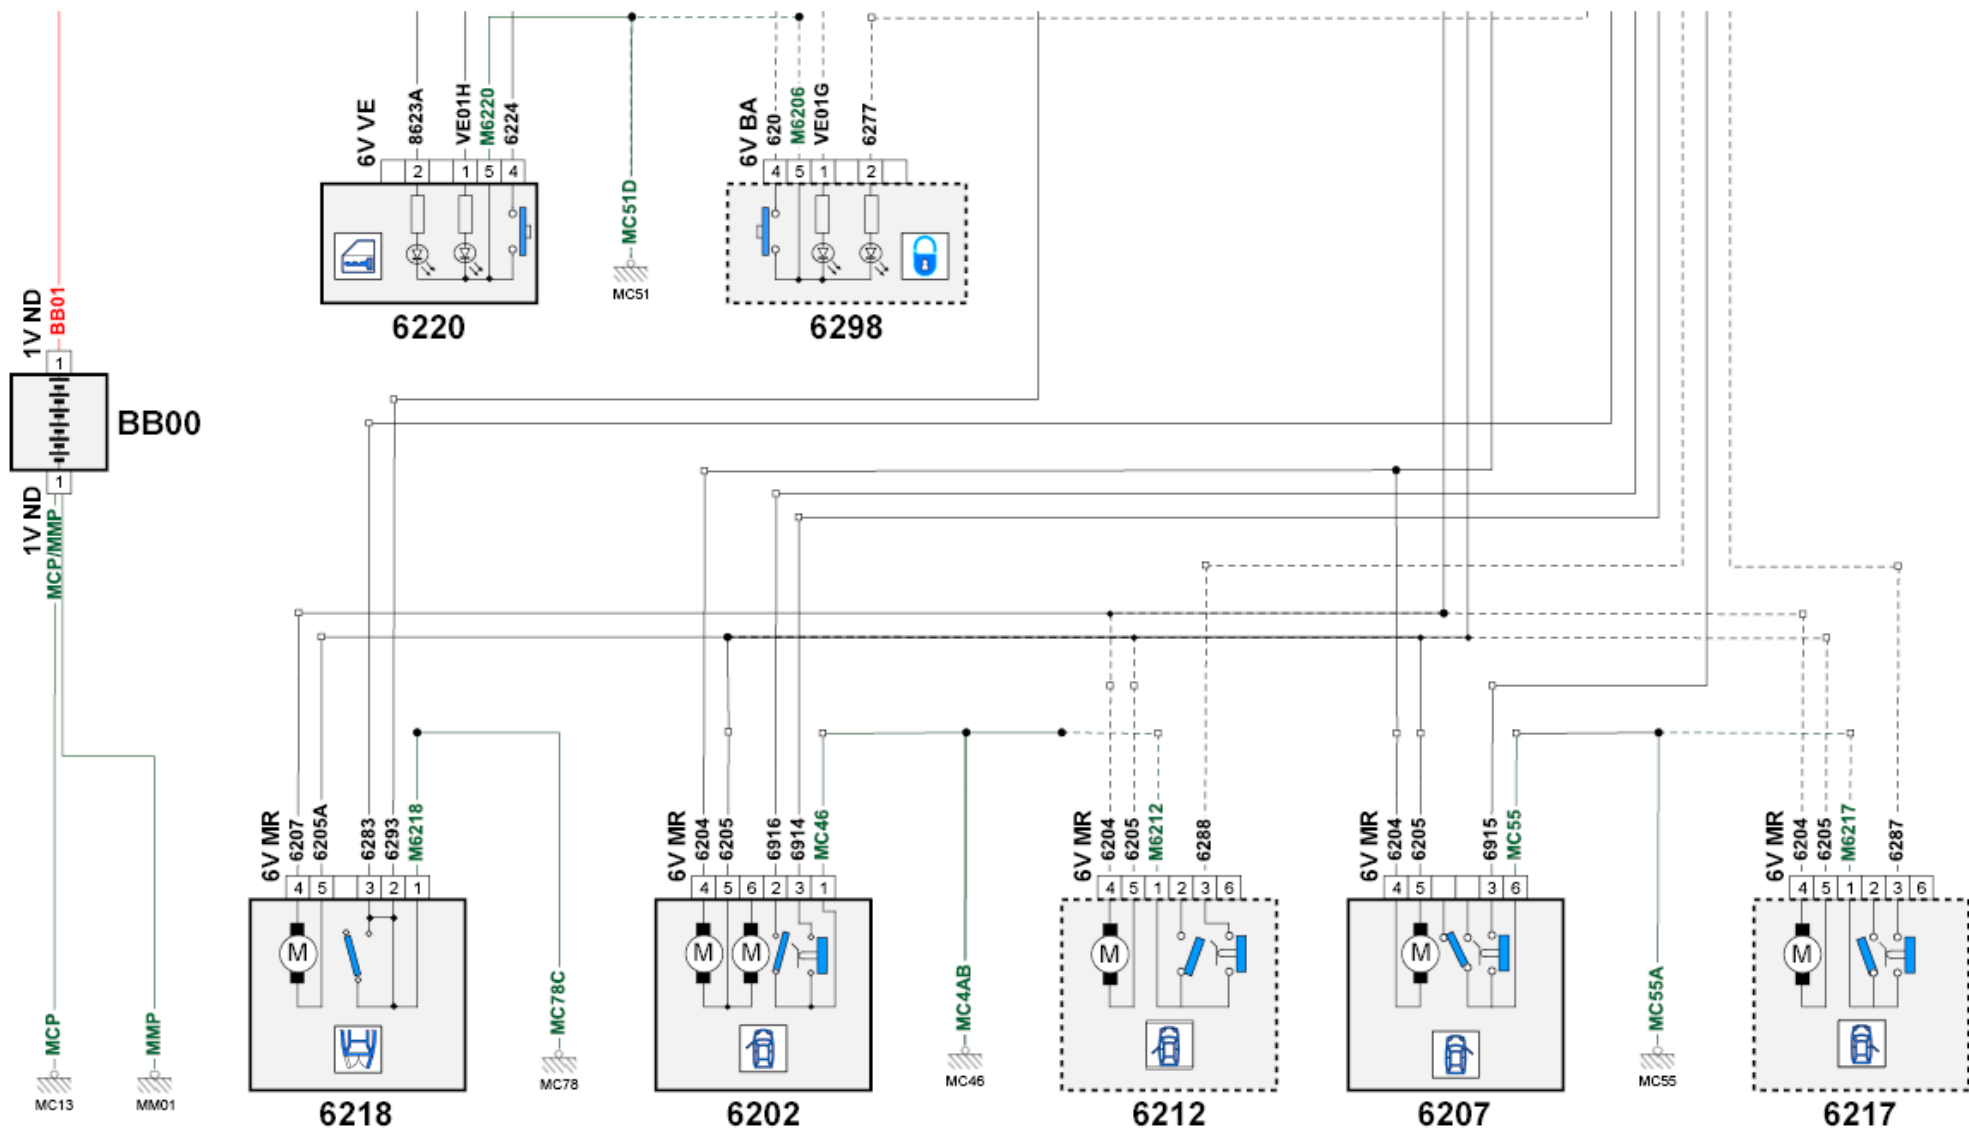 6V VE
8623A
VE01H
M6220
6224
2
1
5
4
6220
MC51D
MC51
6V BA
620
M6206
VE01G
6277
4
5
1
2
6298
1V ND
BB01
1
BB00
1
1V ND
MCP/MMP
MCP
MC13
MMP
MM01
6V MR
6207
6205A
6283
6293
M6218
4
5
3
2
1
M
6218
MC78C
MC78
6V MR
6204
6205
6916
6914
MC46
4
5
6
2
3
1
M
M
6202
MC4AB
MC46
6V MR
6204
6205
M6212
6288
4
5
1
2
3
6
M
6212
6V MR
6204
6205
6915
MC55
4
5
3
6
M
6207
MC55A
MC55
6V MR
6204
6205
M6217
6287
4
5
1
2
3
6
M
6217